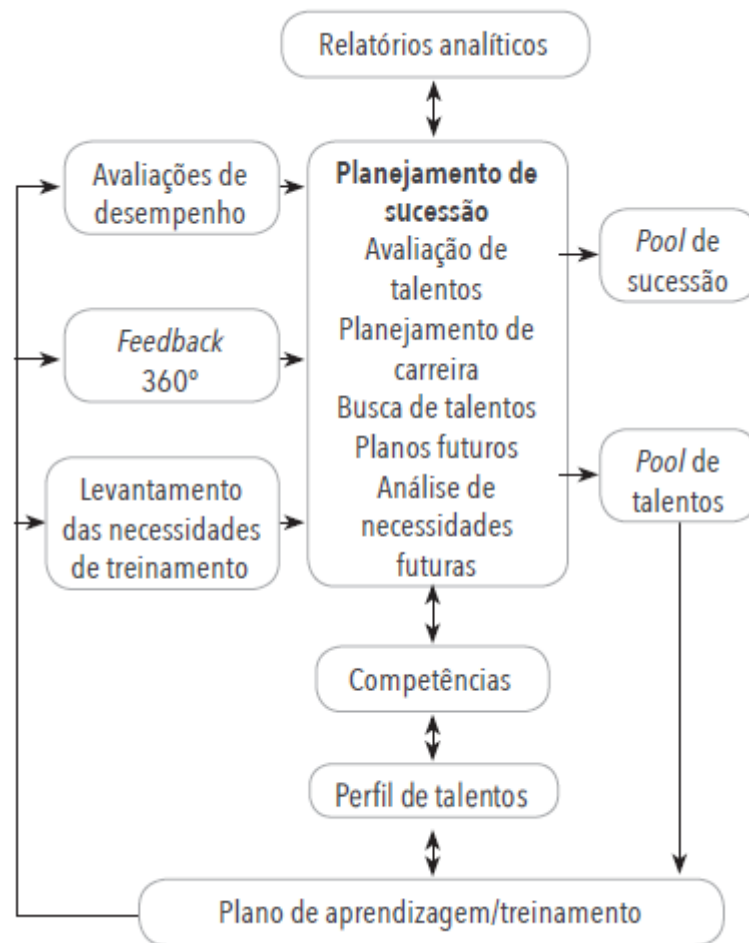 Relatórios analíticos
Avaliações de
desempenho
Feedback
360º
Levantamento
das necessidades
de treinamento
Planejamento de
sucessão
Avaliação de
talentos
Planejamento de
carreira
Busca de talentos
Planos futuros
Análise de
necessidades
futuras
Pool de
sucessão
Pool de
talentos
Competências
Perfil de talentos
Plano de aprendizagem/treinamento